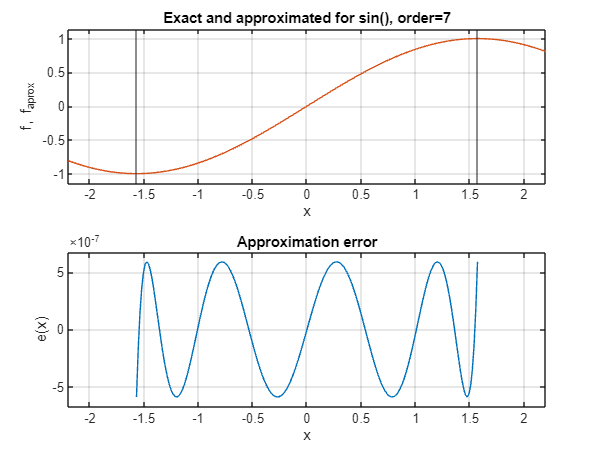 Exact and approximated for sin(), order=7
f , f_aprox
1
0.5
0
-0.5
-1
-2 -1.5 -1 -0.5 0 0.5 1 1.5 2
x
×10^-7
Approximation error
e(x)
5
0
-5
-2 -1.5 -1 -0.5 0 0.5 1 1.5 2
x